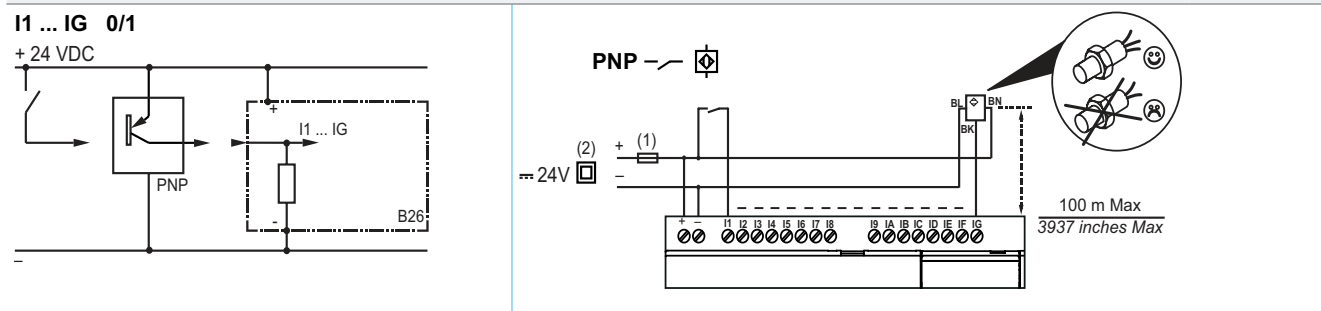 I1 ... IG 0/1
+ 24 VDC
+
I1 ... IG
PNP
-
B26
–
PNP
BL
BN
BK
(2)
+
(1)
24V
–
100 m Max
3937 inches Max
+ – I1 I2 I3 I4 I5 I6 I7 I8 I9 IA IB IC ID IE IF IG